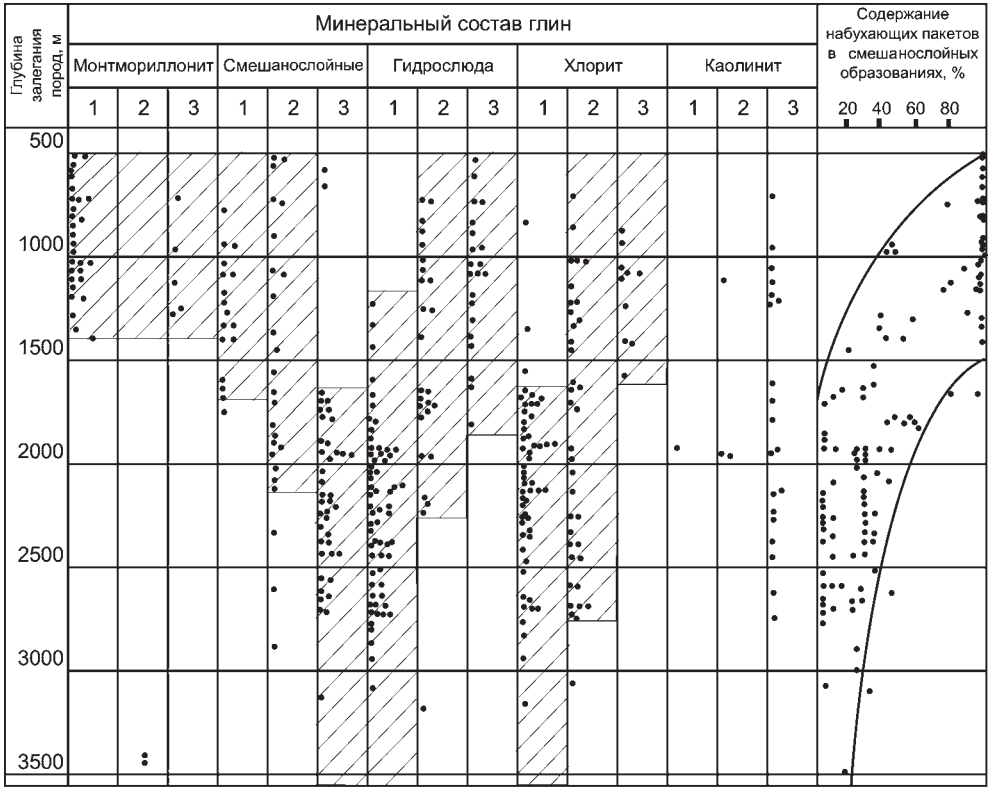 Глубина
залегания
пород, м
Минеральный состав глин
Содержание
набухающих пакетов
в смешанослойных
образованиях, %
Монтмориллонит Смешанослойные Гидрослюда Хлорит Каолинит
1 2 3 1 2 3 1 2 3 1 2 3 1 2 3
20 40 60 80
500
1000
1500
2000
2500
3000
3500